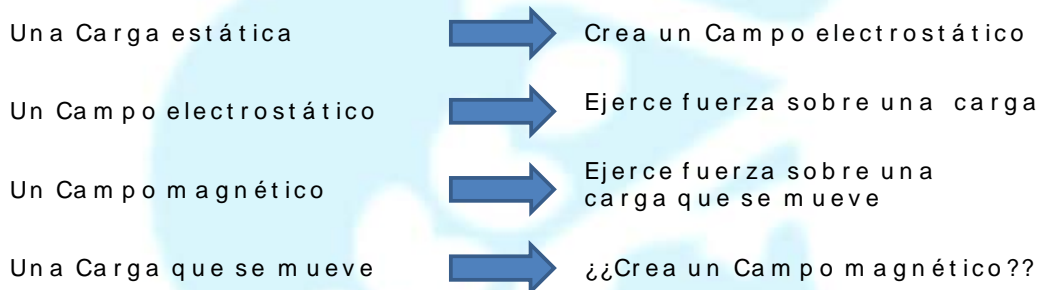 Una Carga estática
Crea un Campo electrostático
Un Campo electrostático
Ejerce fuerza sobre una carga
Un Campo magnético
Ejerce fuerza sobre una
carga que se mueve
Una Carga que se mueve
¿¿Crea un Campo magnético??